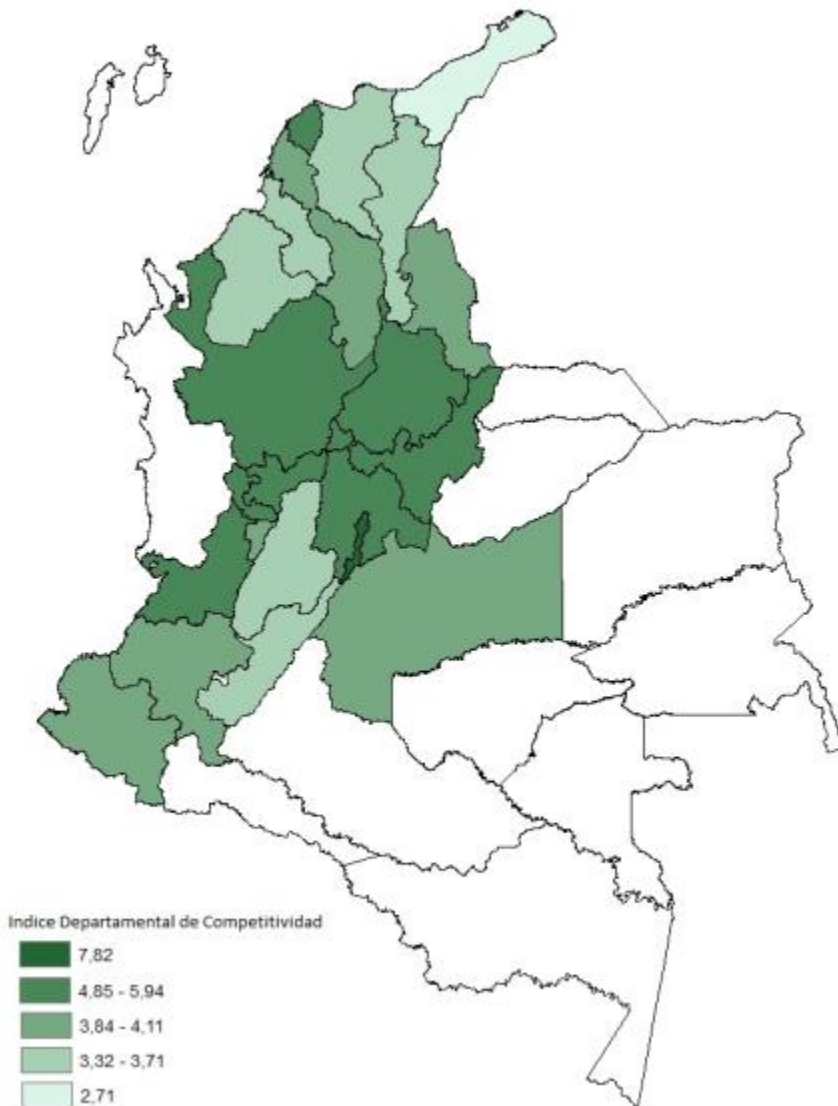 Indice Departamental de Competitividad
7,82
4,85 - 5,94
3,84 - 4,11
3,32 - 3,71
2,71